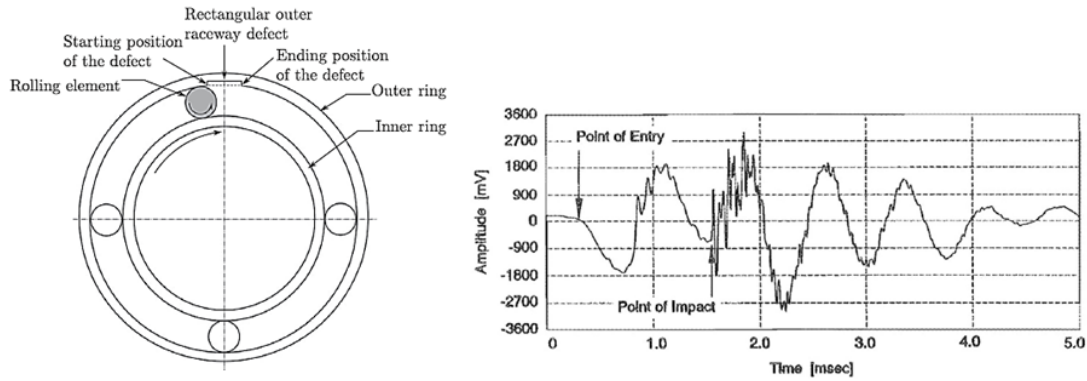 Rectangular outer
raceway defect
Starting position
of the defect
Ending position
of the defect
Rolling element
Outer ring
Inner ring
3600
2700
1800
900
0
-900
-1800
-2700
-3600
Amplitude [mV]
Point of Entry
Point of Impact
0
1.0
2.0
3.0
4.0
5.0
Time [msec]